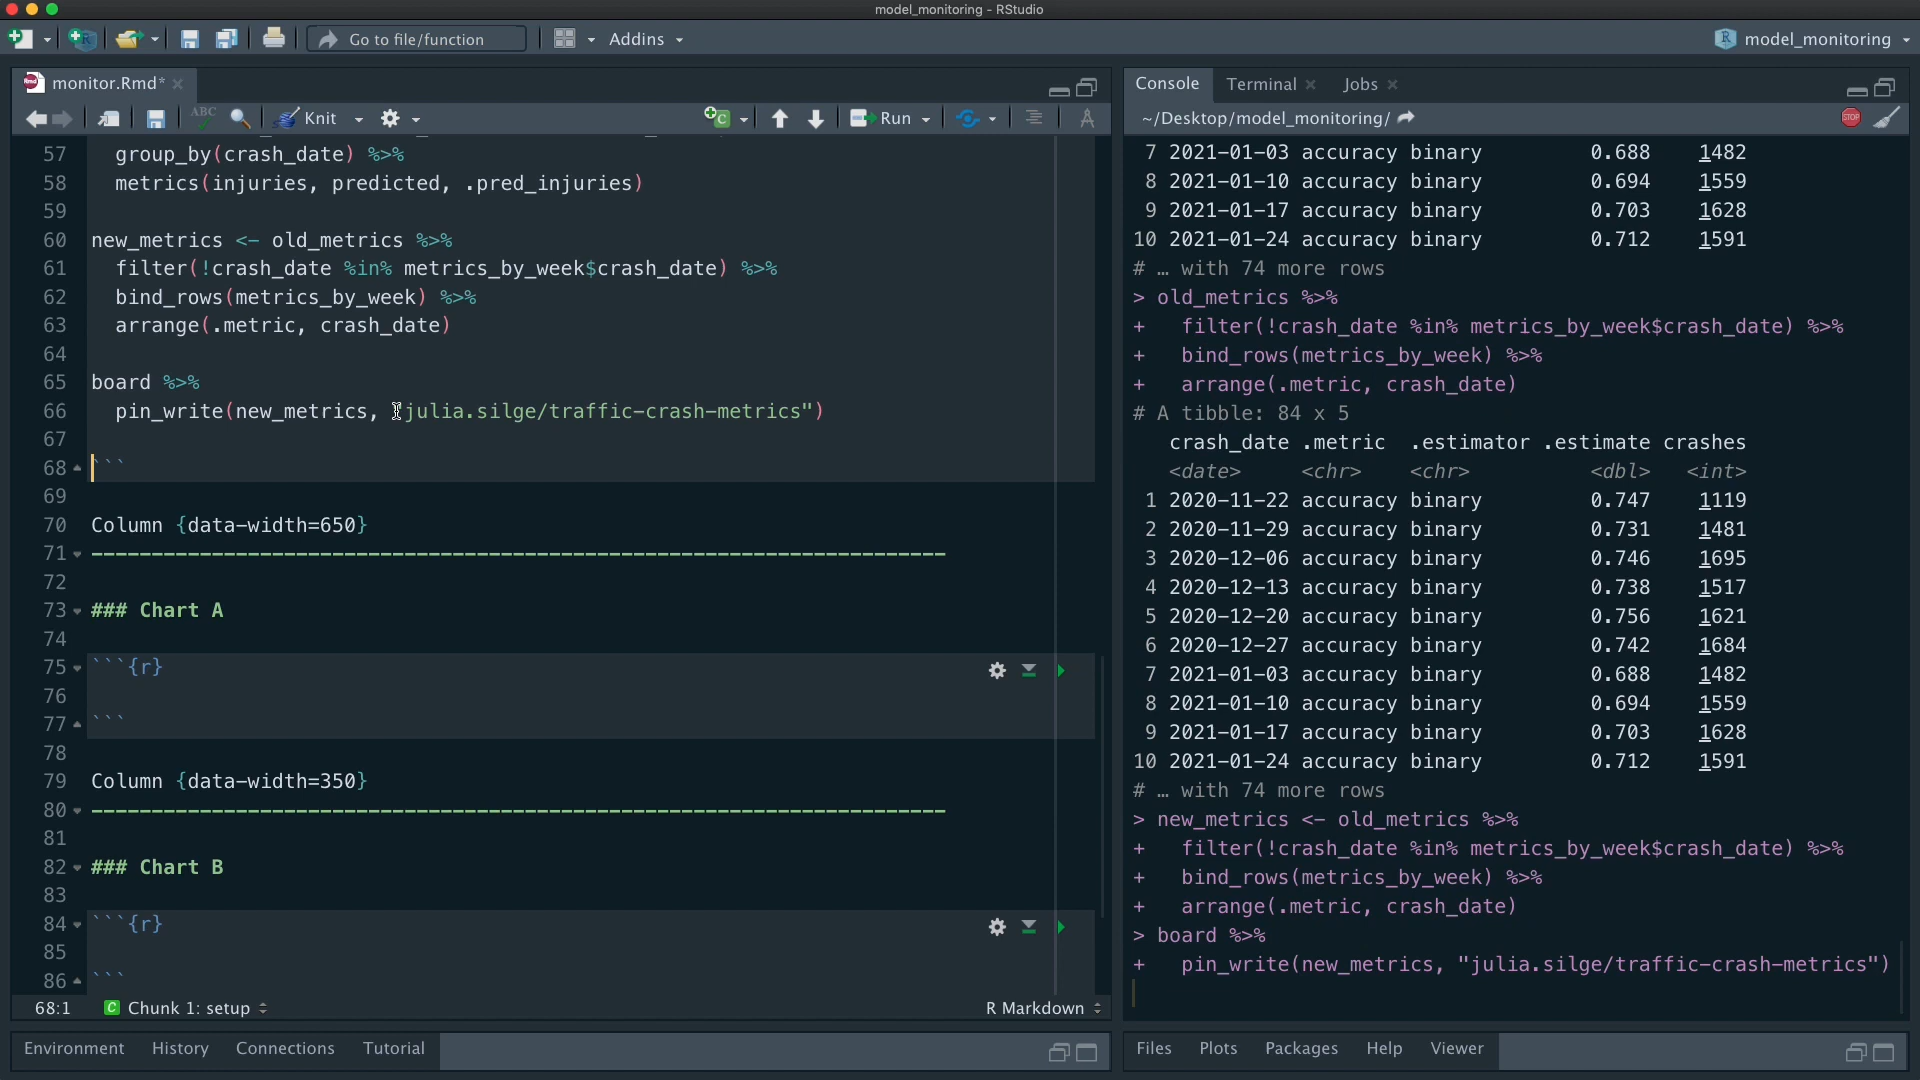 model_monitoring - RStudio
Go to file/function
Addins
model_monitoring
monitor.Rmd*
ABC
Knit
Run
57 group_by(crash_date) %>%
58 metrics(injuries, predicted, .pred_injuries)
59
60 new_metrics <- old_metrics %>%
61 filter(!crash_date %in% metrics_by_week$crash_date) %>%
62 bind_rows(metrics_by_week) %>%
63 arrange(.metric, crash_date)
64
65 board %>%
66 pin_write(new_metrics, "julia.silge/traffic-crash-metrics")
67
68 ```
69
70 Column {data-width=650}
71 -----------------------------------------------------------------------
72
73 ### Chart A
74
75 ```{r}
76
77 ```
78
79 Column {data-width=350}
80 -----------------------------------------------------------------------
81
82 ### Chart B
83
84 ```{r}
85
86 ```
68:1
Chunk 1: setup
R Markdown
Environment History Connections Tutorial
Console Terminal Jobs
~/Desktop/model_monitoring/
STOP
7 2021-01-03 accuracy binary 0.688 1482
8 2021-01-10 accuracy binary 0.694 1559
9 2021-01-17 accuracy binary 0.703 1628
10 2021-01-24 accuracy binary 0.712 1591
# … with 74 more rows
> old_metrics %>%
+ filter(!crash_date %in% metrics_by_week$crash_date) %>%
+ bind_rows(metrics_by_week) %>%
+ arrange(.metric, crash_date)
# A tibble: 84 x 5
crash_date .metric .estimator .estimate crashes
<date> <chr> <chr> <dbl> <int>
1 2020-11-22 accuracy binary 0.747 1119
2 2020-11-29 accuracy binary 0.731 1481
3 2020-12-06 accuracy binary 0.746 1695
4 2020-12-13 accuracy binary 0.738 1517
5 2020-12-20 accuracy binary 0.756 1621
6 2020-12-27 accuracy binary 0.742 1684
7 2021-01-03 accuracy binary 0.688 1482
8 2021-01-10 accuracy binary 0.694 1559
9 2021-01-17 accuracy binary 0.703 1628
10 2021-01-24 accuracy binary 0.712 1591
# … with 74 more rows
> new_metrics <- old_metrics %>%
+ filter(!crash_date %in% metrics_by_week$crash_date) %>%
+ bind_rows(metrics_by_week) %>%
+ arrange(.metric, crash_date)
> board %>%
+ pin_write(new_metrics, "julia.silge/traffic-crash-metrics")
Files Plots Packages Help Viewer